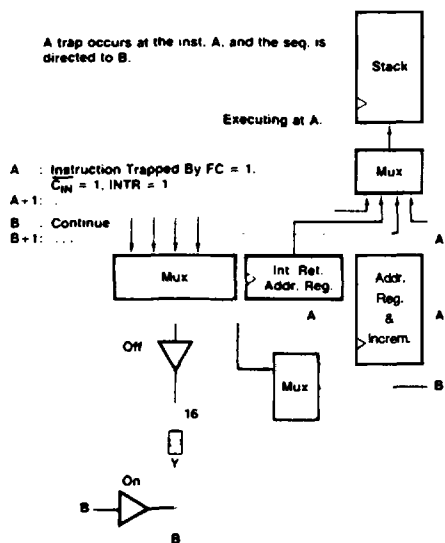 A trap occurs at the inst. A, and the seq. is
directed to B.
Stack
Executing at A.
A : Instruction Trapped By FC = 1.
C̅I̅N̅ = 1, INTR = 1
A+1: .
B . Continue
B+1: ...
Mux
A
Mux
Int Ret.
Addr. Reg.
Addr.
Reg.
&
Increm.
A
A
Off
Mux
B
16
Y
On
B
B